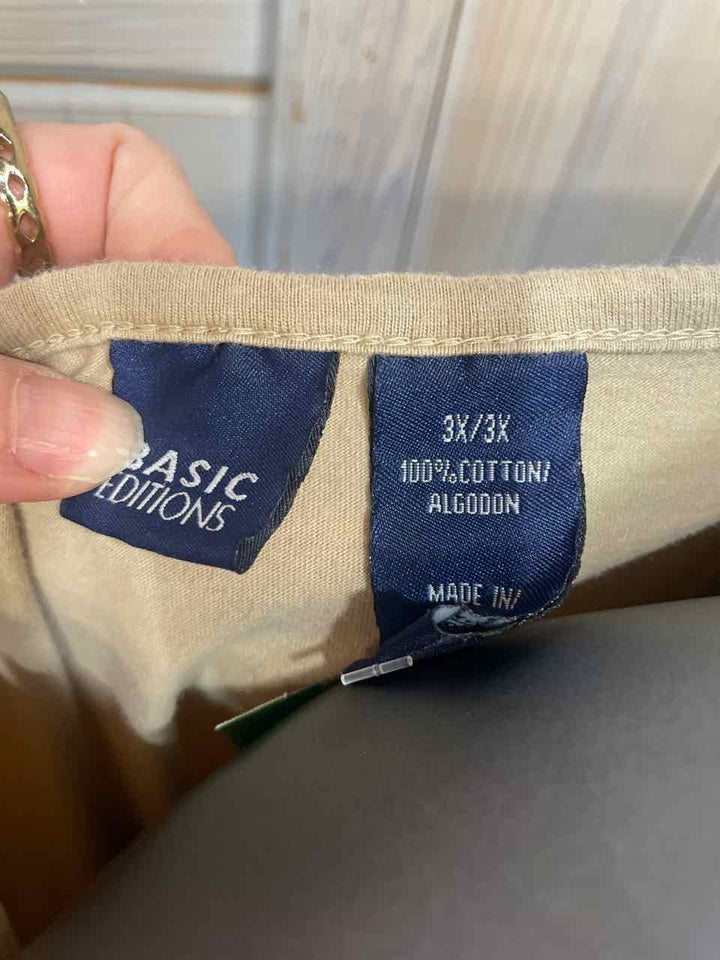 BASIC
EDITIONS
3X/3X
100%COTTON/
ALGODON
MADE IN/